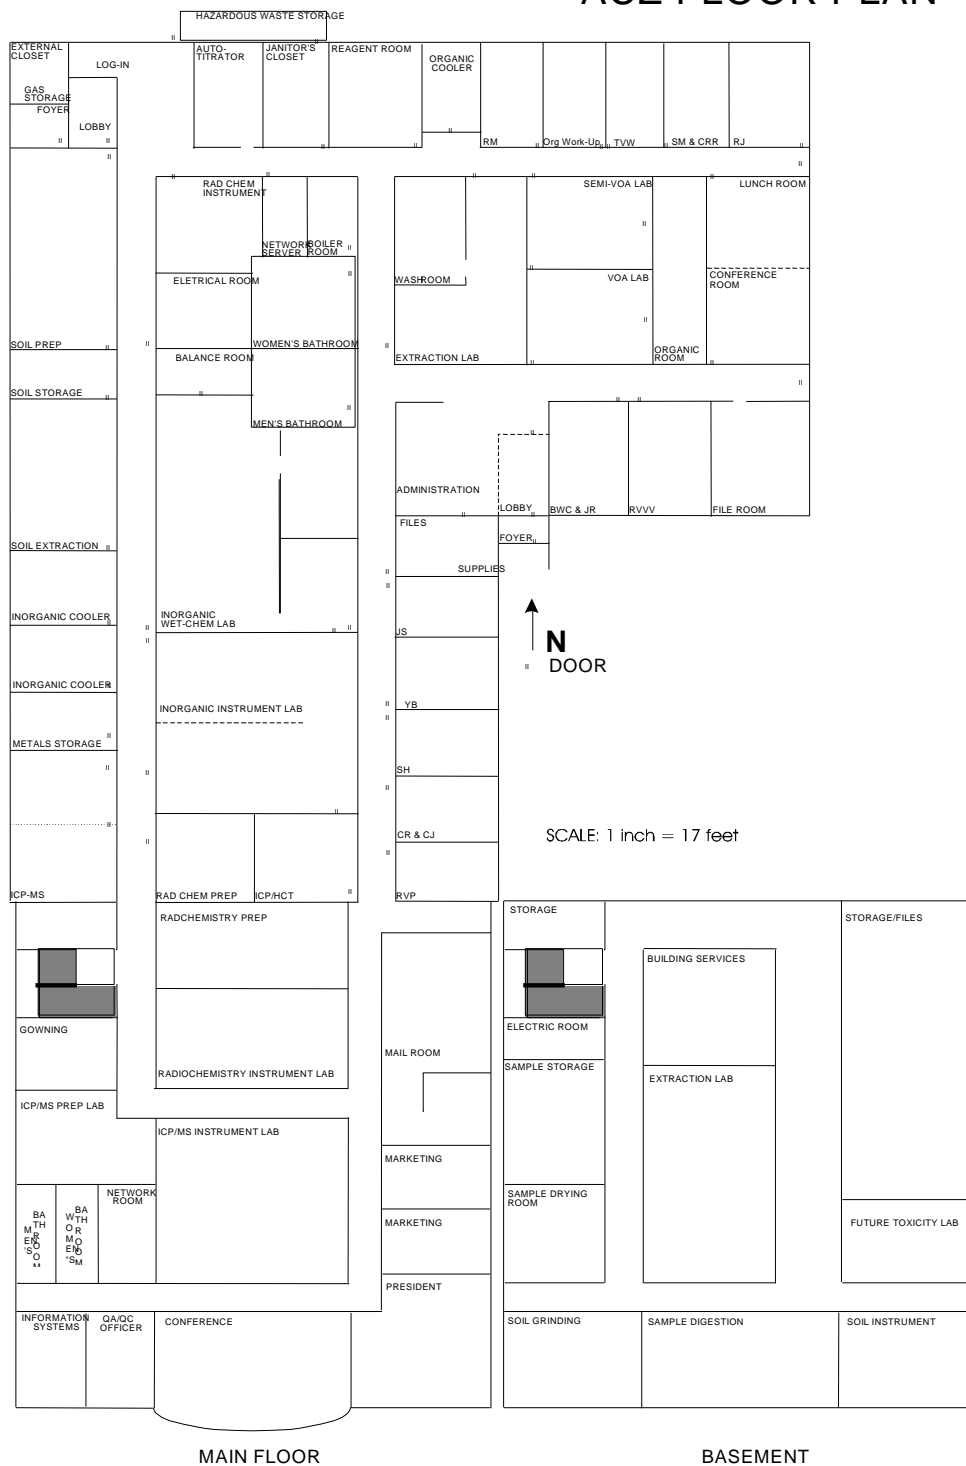 HAZARDOUS WASTE STORAGE
EXTERNAL
CLOSET
LOG-IN
AUTO-
TITRATOR
JANITOR'S
CLOSET
REAGENT ROOM
ORGANIC
COOLER
GAS
STORAGE
FOYER
LOBBY
RM
Org Work-Up
TVW
SM & CRR
RJ
RAD CHEM
INSTRUMENT
SEMI-VOA LAB
LUNCH ROOM
NETWORK
SERVER
BOILER
ROOM
ELETRICAL ROOM
WASHROOM
VOA LAB
CONFERENCE
ROOM
SOIL PREP
WOMEN'S BATHROOM
BALANCE ROOM
EXTRACTION LAB
ORGANIC
ROOM
SOIL STORAGE
MEN'S BATHROOM
ADMINISTRATION
LOBBY
BWC & JR
RVVV
FILE ROOM
FILES
FOYER
SOIL EXTRACTION
SUPPLIES
INORGANIC COOLER
INORGANIC
WET-CHEM LAB
JS
N
DOOR
INORGANIC COOLER
INORGANIC INSTRUMENT LAB
YB
METALS STORAGE
SH
CR & CJ
SCALE: 1 inch = 17 feet
ICP-MS
RAD CHEM PREP
ICP/HCT
RVP
RADCHEMISTRY PREP
STORAGE
STORAGE/FILES
BUILDING SERVICES
GOWNING
ELECTRIC ROOM
MAIL ROOM
SAMPLE STORAGE
RADIOCHEMISTRY INSTRUMENT LAB
EXTRACTION LAB
ICP/MS PREP LAB
ICP/MS INSTRUMENT LAB
MARKETING
NETWORK
ROOM
SAMPLE DRYING
ROOM
MEN'S
BATHROOM
WOMEN'S
BATHROOM
MARKETING
FUTURE TOXICITY LAB
PRESIDENT
INFORMATION
SYSTEMS
QA/QC
OFFICER
CONFERENCE
SOIL GRINDING
SAMPLE DIGESTION
SOIL INSTRUMENT
MAIN FLOOR
BASEMENT